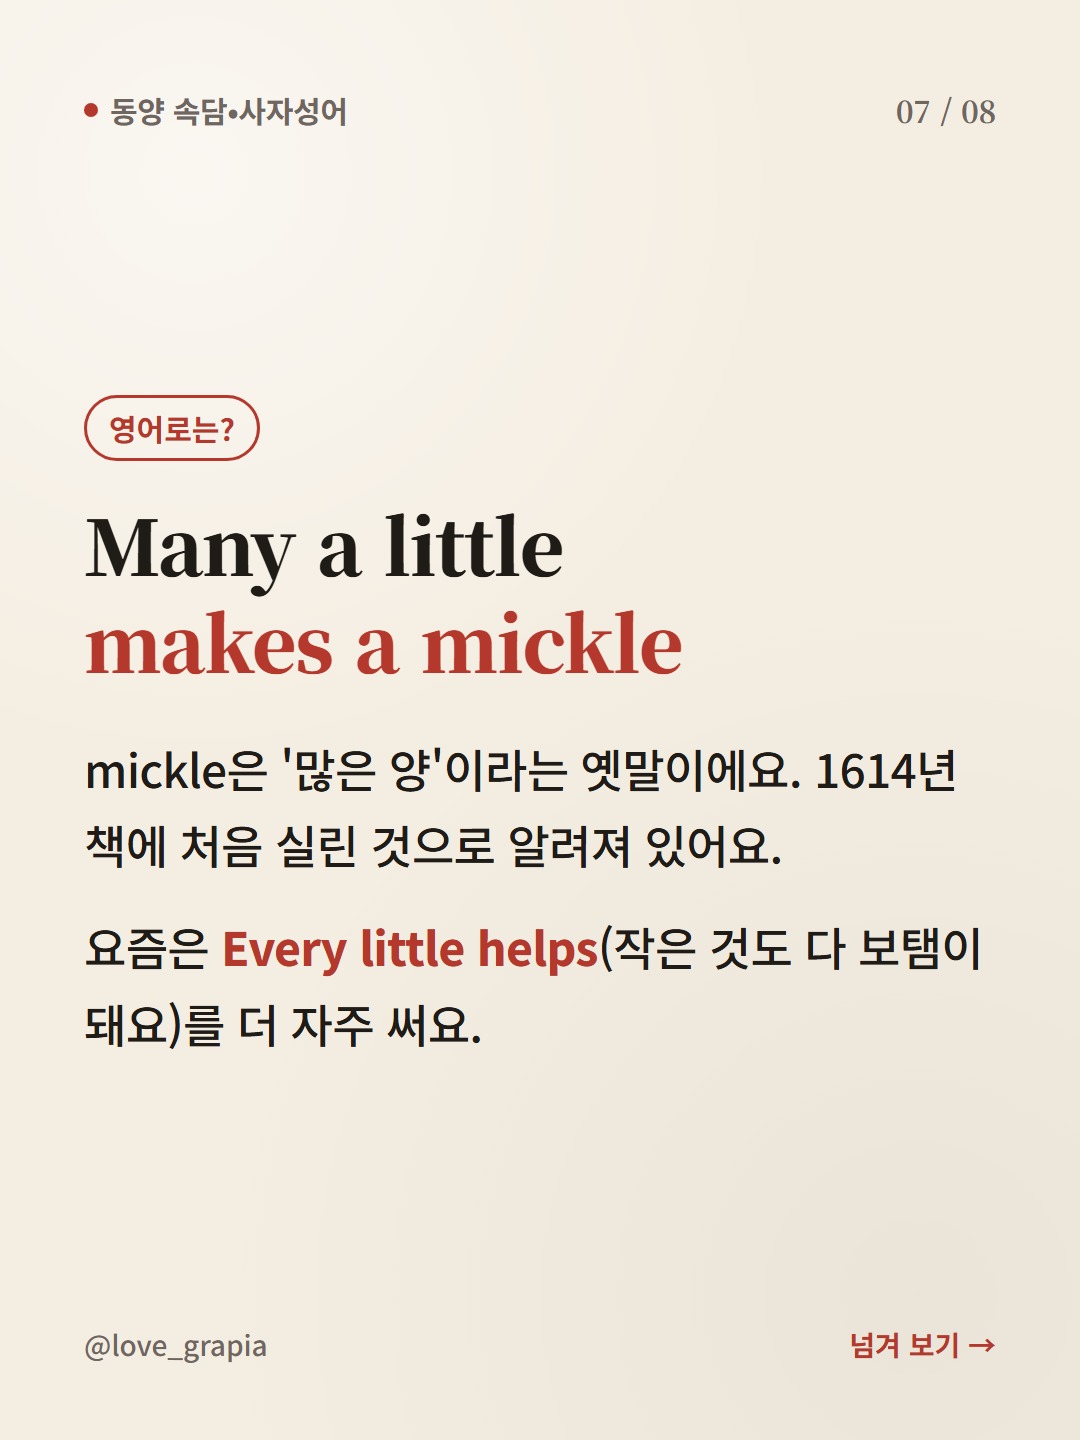 동양 속담•사자성어
07 / 08
영어로는?
Many a little
makes a mickle
mickle은 '많은 양'이라는 옛말이에요. 1614년
책에 처음 실린 것으로 알려져 있어요.
요즘은 Every little helps(작은 것도 다 보탬이
돼요)를 더 자주 써요.
@love_grapia
넘겨 보기 →